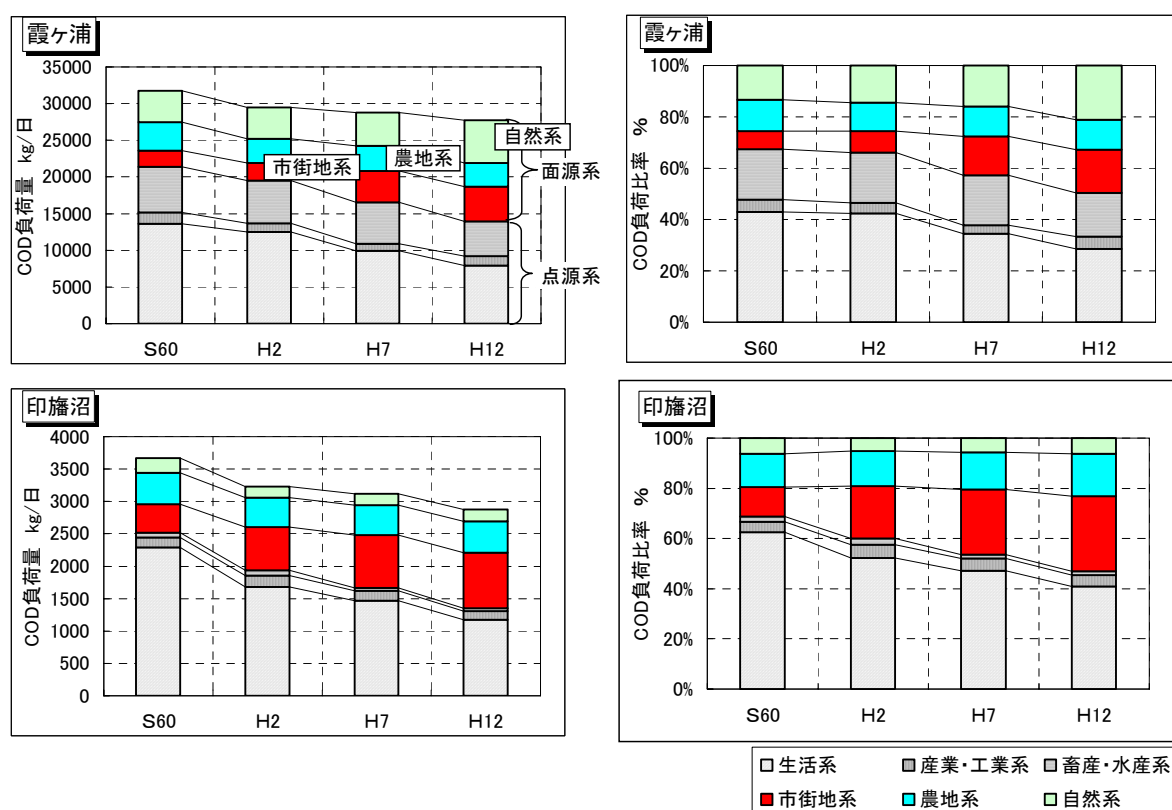 霞ヶ浦
COD負荷量 kg/日
35000
30000
25000
20000
15000
10000
5000
0
S60 H2 H7 H12
市街地系
農地系
自然系
面源系
点源系
霞ヶ浦
COD負荷比率 %
100%
80%
60%
40%
20%
0%
S60 H2 H7 H12
印旛沼
COD負荷量 kg/日
4000
3500
3000
2500
2000
1500
1000
500
0
S60 H2 H7 H12
印旛沼
COD負荷比率 %
100%
80%
60%
40%
20%
0%
S60 H2 H7 H12
生活系 産業・工業系 畜産・水産系
市街地系 農地系 自然系